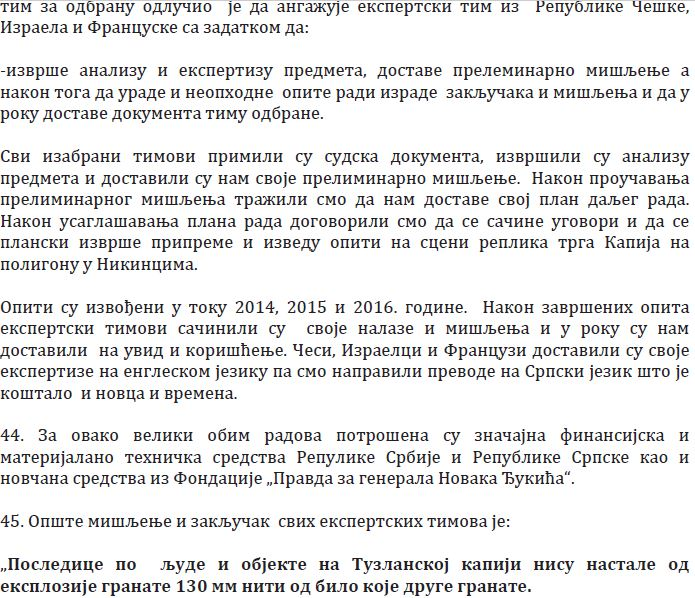 тим за одбрану одлучио је да ангажује експертски тим из Републике Чешке,
Израела и Француске са задатком да:
-изврше анализу и експертизу предмета, доставе прелеминарно мишљење а
након тога да ураде и неопходне опите ради израде закључака и мишљења и да у
року доставе документа тиму одбране.
Сви изабрани тимови примили су судска документа, извршили су анализу
предмета и доставили су нам своје прелиминарно мишљење. Након проучавања
прелиминарног мишљења тражили смо да нам доставе свој план даљег рада.
Након усаглашавања плана рада договорили смо да се сачине уговори и да се
плански изврше припреме и изведу опити на сцени реплика трга Капија на
полигону у Никинцима.
Опити су извођени у току 2014, 2015 и 2016. године. Након завршених опита
експертски тимови сачинили су своје налазе и мишљења и у року су нам
доставили на увид и коришћење. Чеси, Израелци и Французи доставили су своје
експертизе на енглеском језику па смо направили преводе на Српски језик што је
коштало и новца и времена.
44. За овако велики обим радова потрошена су значајна финансијска и
материјалано техничка средства Репулике Србије и Републике Српске као и
новчана средства из Фондације „Правда за генерала Новака Ђукића“.
45. Опште мишљење и закључак свих експертских тимова је:
„Последице по људе и објекте на Тузланској капији нису настале од
експлозије гранате 130 мм нити од било које друге гранате.